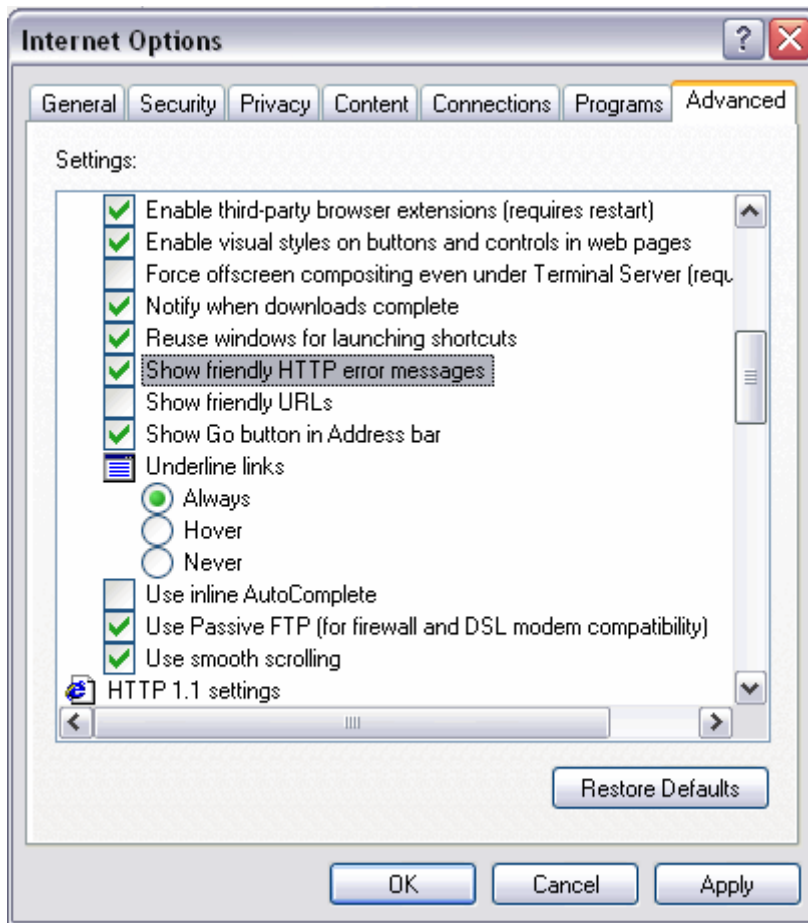 Internet Options
General Security Privacy Content Connections Programs Advanced
Settings:
Enable third-party browser extensions (requires restart)
Enable visual styles on buttons and controls in web pages
Force offscreen compositing even under Terminal Server (requ
Notify when downloads complete
Reuse windows for launching shortcuts
Show friendly HTTP error messages
Show friendly URLs
Show Go button in Address bar
Underline links
Always
Hover
Never
Use inline AutoComplete
Use Passive FTP (for firewall and DSL modem compatibility)
Use smooth scrolling
HTTP 1.1 settings
Restore Defaults
OK Cancel Apply